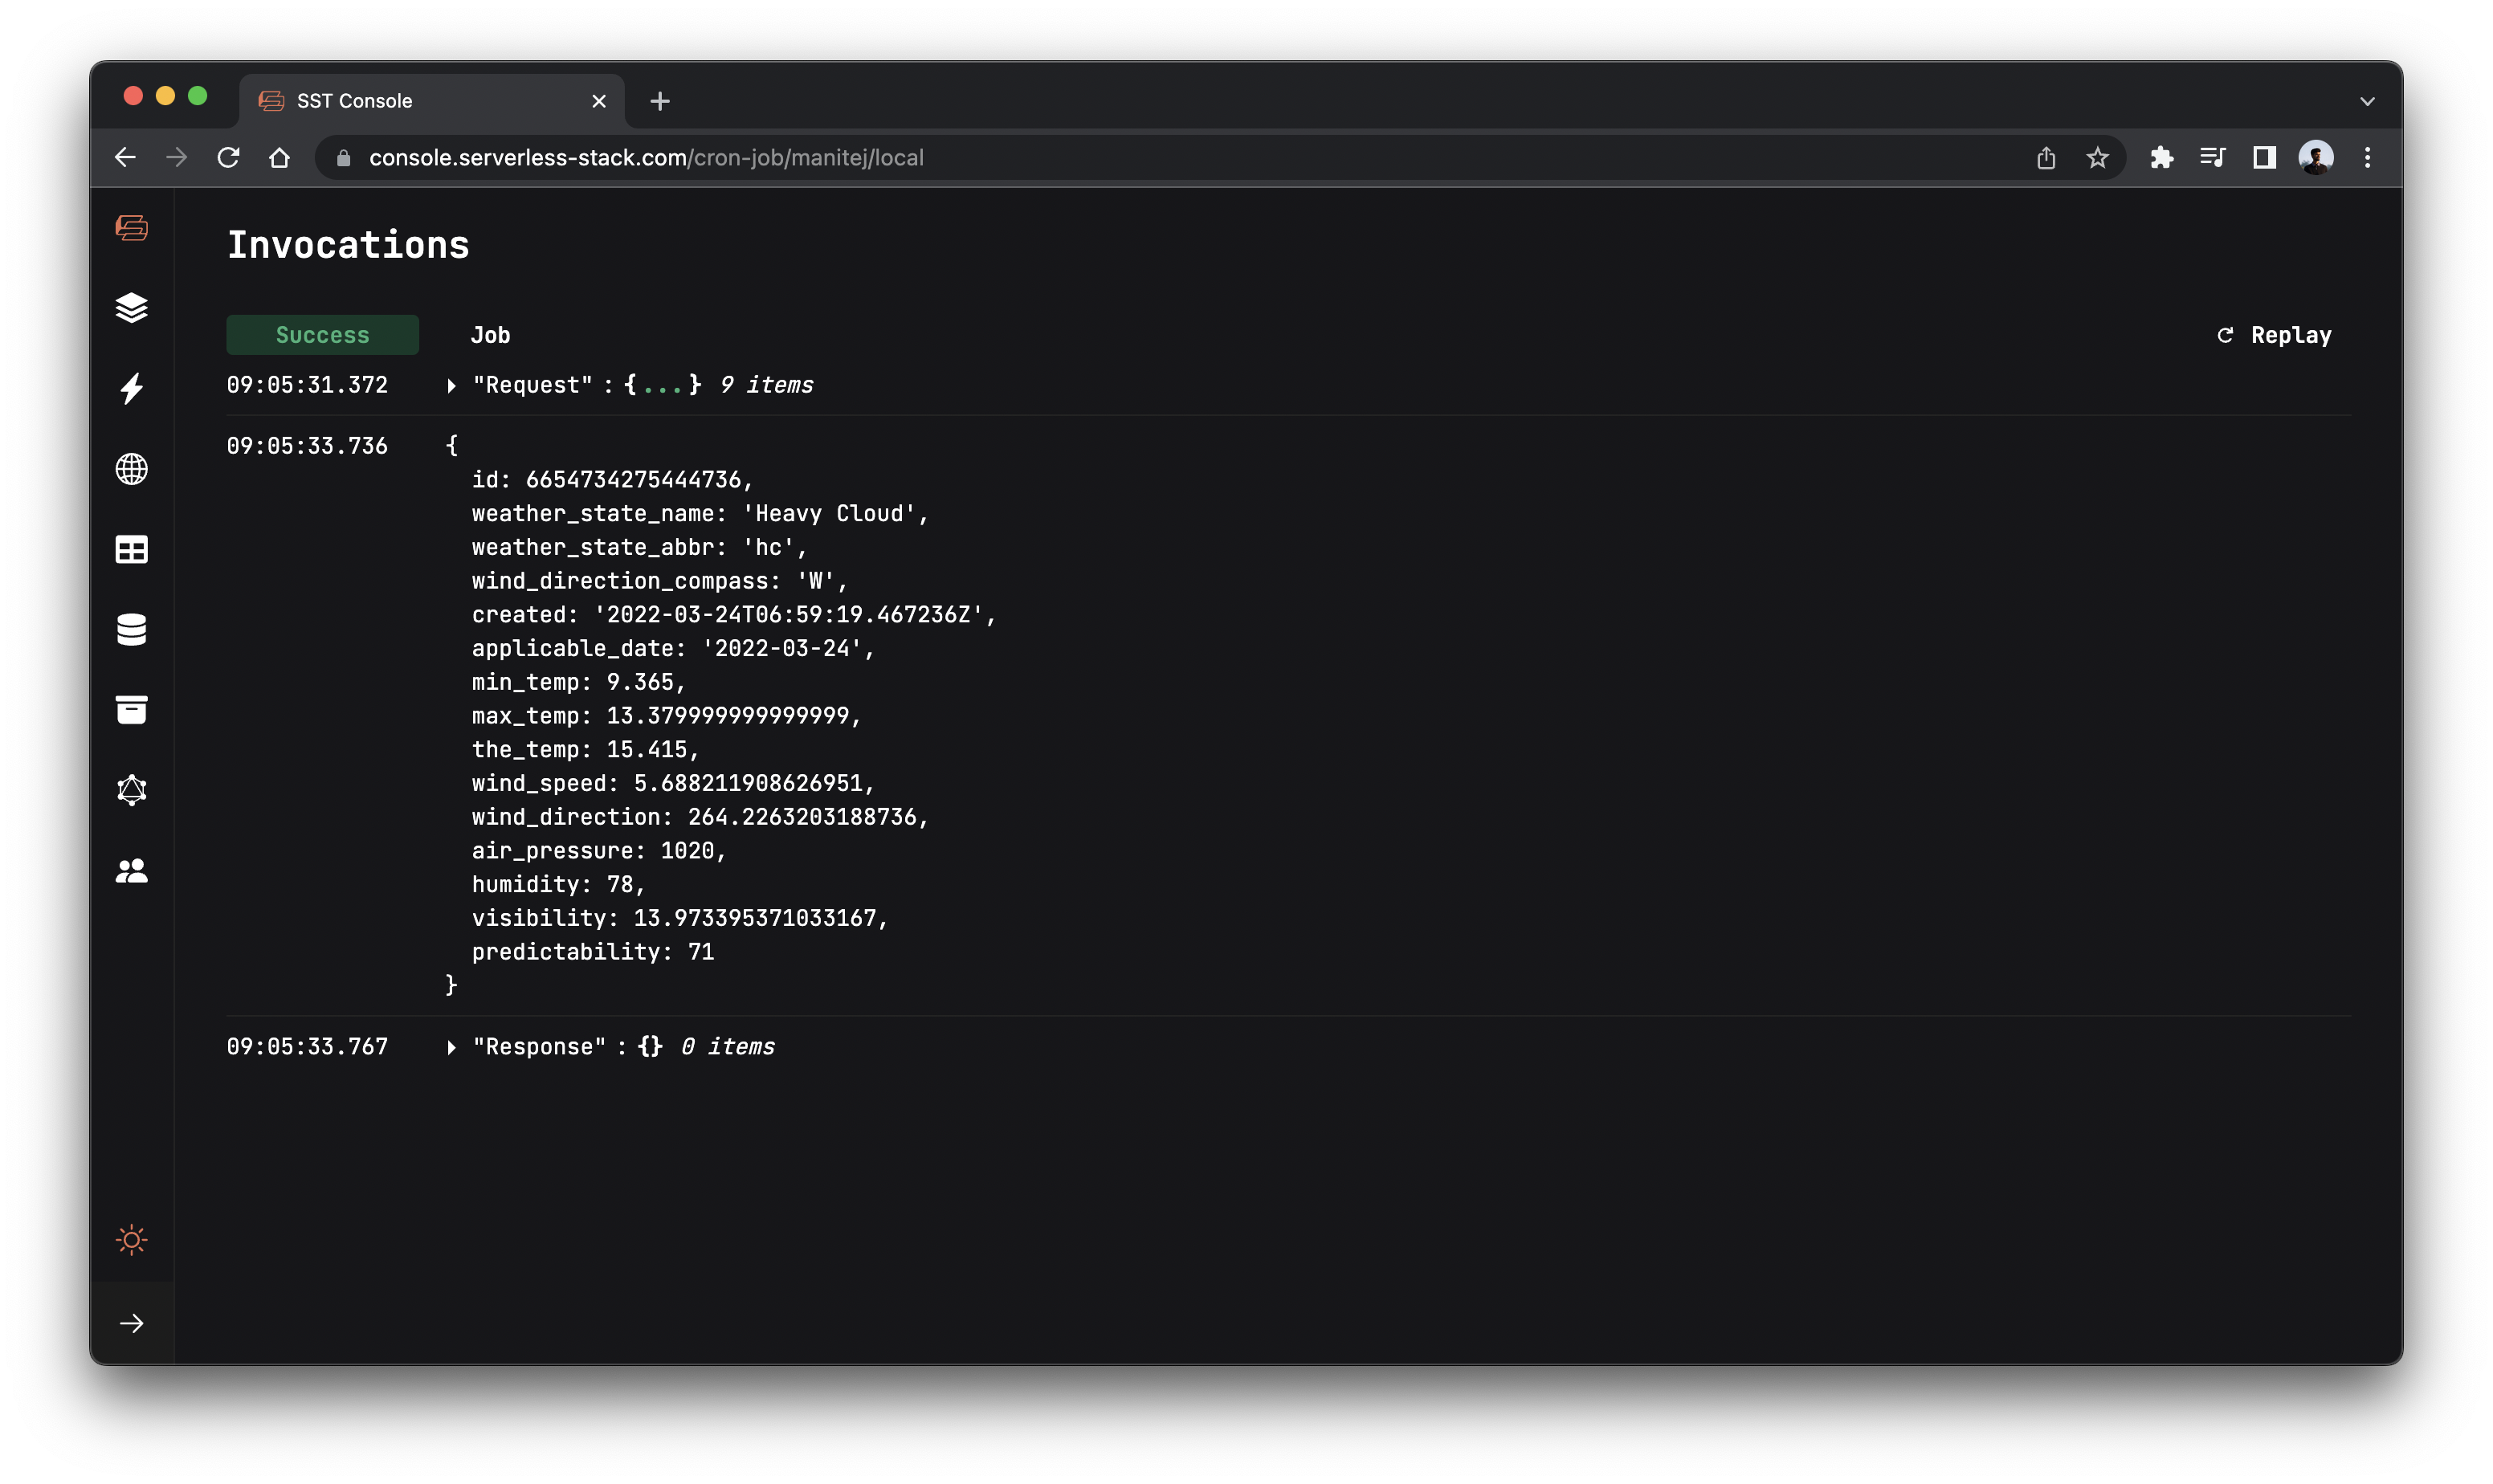 SST Console
console.serverless-stack.com/cron-job/manitej/local
Invocations
Success Job Replay
09:05:31.372 "Request" : {...} 9 items
09:05:33.736 {
id: 6654734275444736,
weather_state_name: 'Heavy Cloud',
weather_state_abbr: 'hc',
wind_direction_compass: 'W',
created: '2022-03-24T06:59:19.467236Z',
applicable_date: '2022-03-24',
min_temp: 9.365,
max_temp: 13.379999999999999,
the_temp: 15.415,
wind_speed: 5.688211908626951,
wind_direction: 264.2263203188736,
air_pressure: 1020,
humidity: 78,
visibility: 13.973395371033167,
predictability: 71
}
09:05:33.767 "Response" : {} 0 items